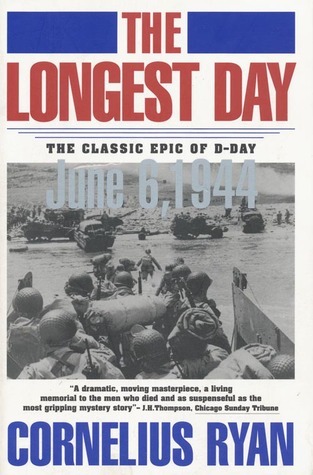 THE
LONGEST DAY
THE CLASSIC EPIC OF D-DAY
June 6, 1944
"A dramatic, moving masterpiece, a living
memorial to the men who died and as suspenseful as the
most gripping mystery story"– J.H.Thompson, Chicago Sunday Tribune
CORNELIUS RYAN